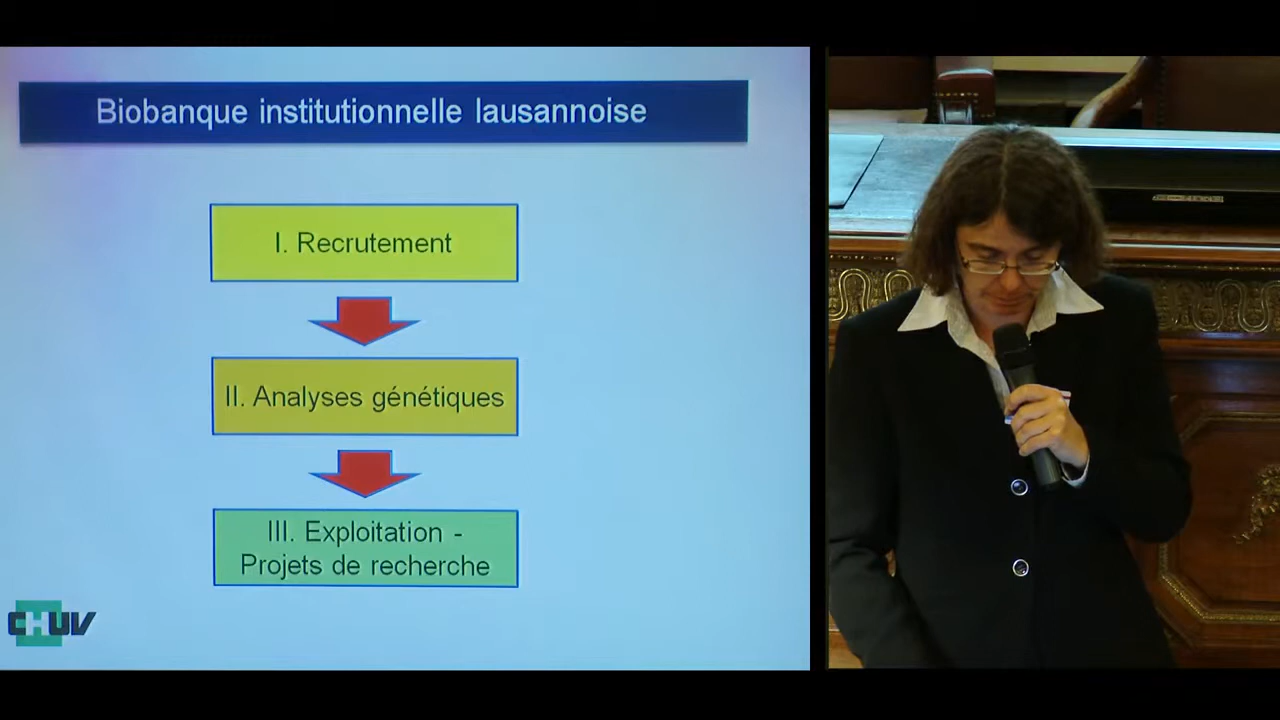 Biobanque institutionnelle lausannoise
I. Recrutement
II. Analyses génétiques
III. Exploitation -
Projets de recherche
CHUV